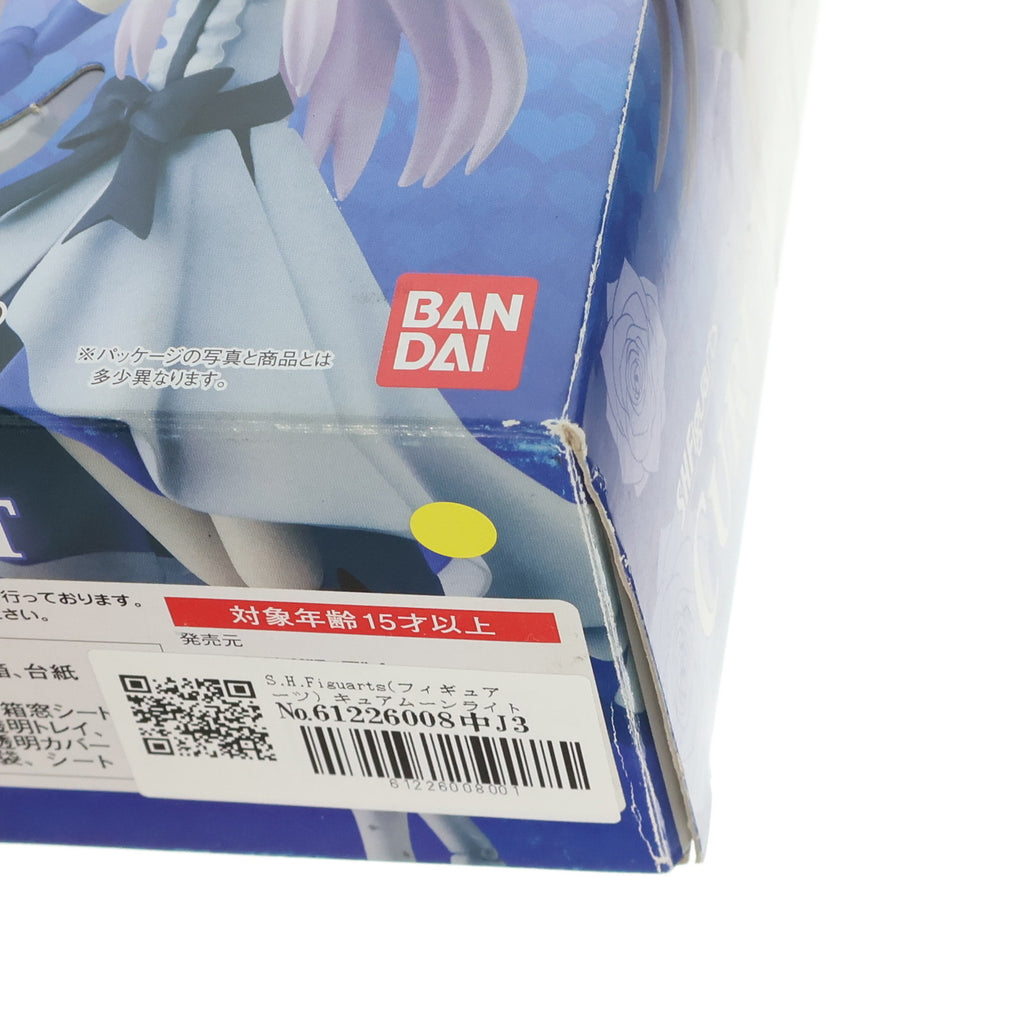 BAN
DAI
※パッケージの写真と商品とは
多少異なります。
行っております。
さい。
対象年齢15才以上
発売元
、台紙
箱窓シート
透明トレイ、
透明カバー
袋、シート
S.H.Figuarts(フィギュア
ーツ) キュアムーンライト
No.61226008中J3
61226008001